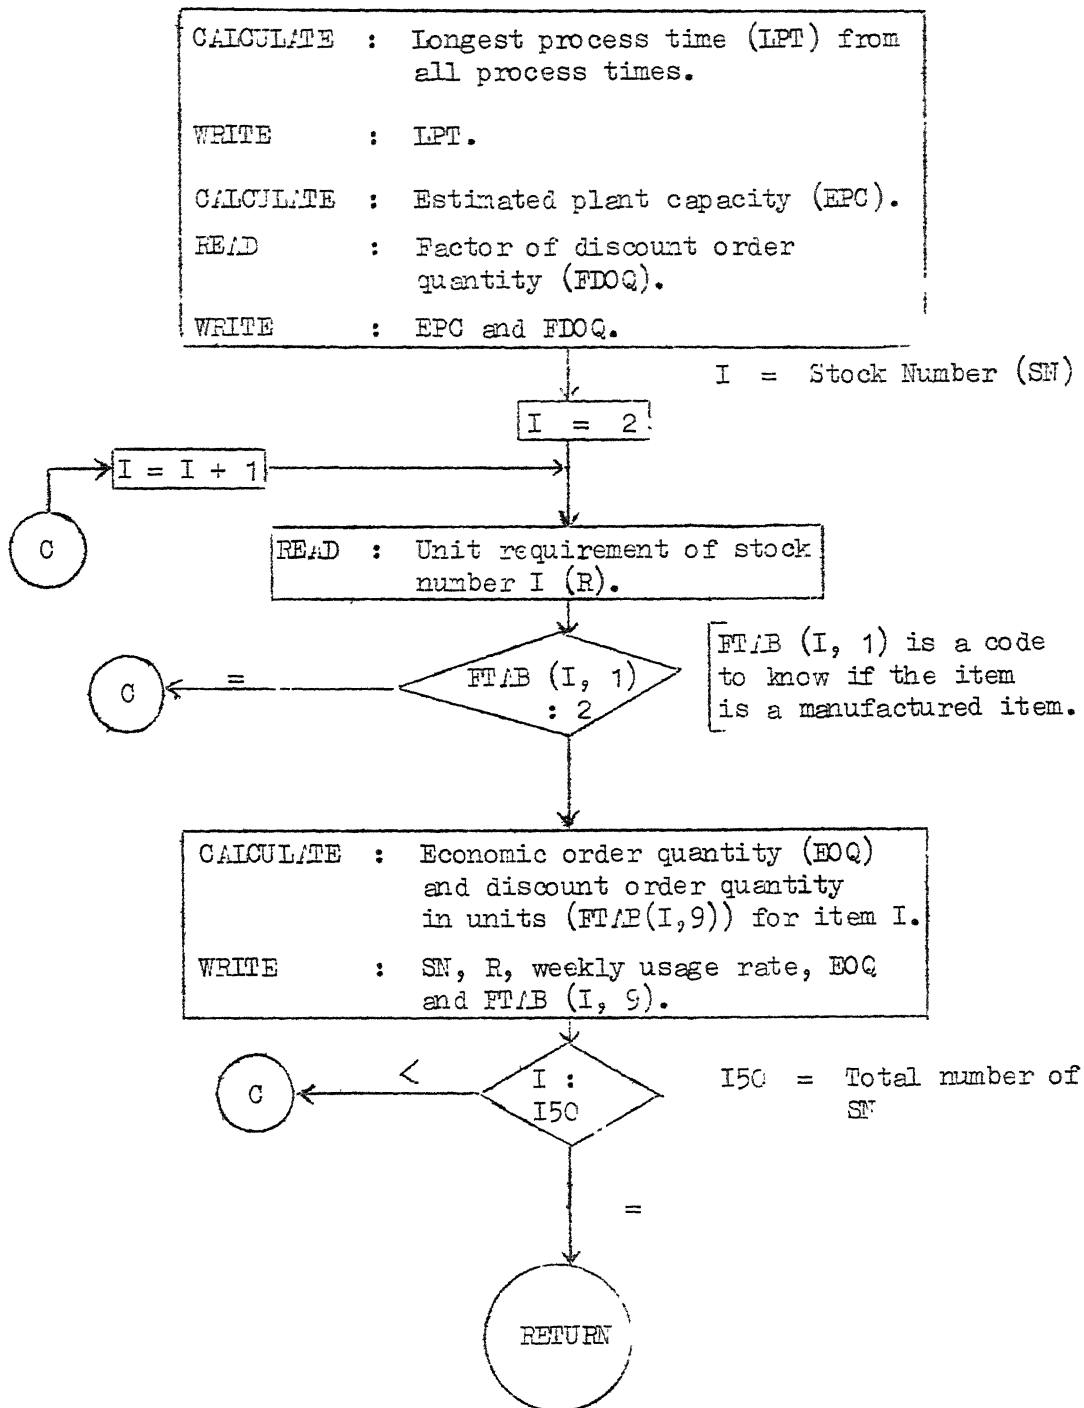 CALCULATE : Longest process time (LPT) from
all process times.
WRITE : LPT.
CALCULATE : Estimated plant capacity (EPC).
READ : Factor of discount order
quantity (FDOQ).
WRITE : EPC and FDOQ.
I = Stock Number (SN)
I = 2
I = I + 1
C
READ : Unit requirement of stock
number I (R).
FTAB (I, 1)
: 2
=
C
FTAB (I, 1) is a code
to know if the item
is a manufactured item.
CALCULATE : Economic order quantity (EOQ)
and discount order quantity
in units (FTAB(I,9)) for item I.
WRITE : SN, R, weekly usage rate, EOQ
and FTAB (I, 9).
C
<
I :
I50
I50 = Total number of
SN
=
RETURN